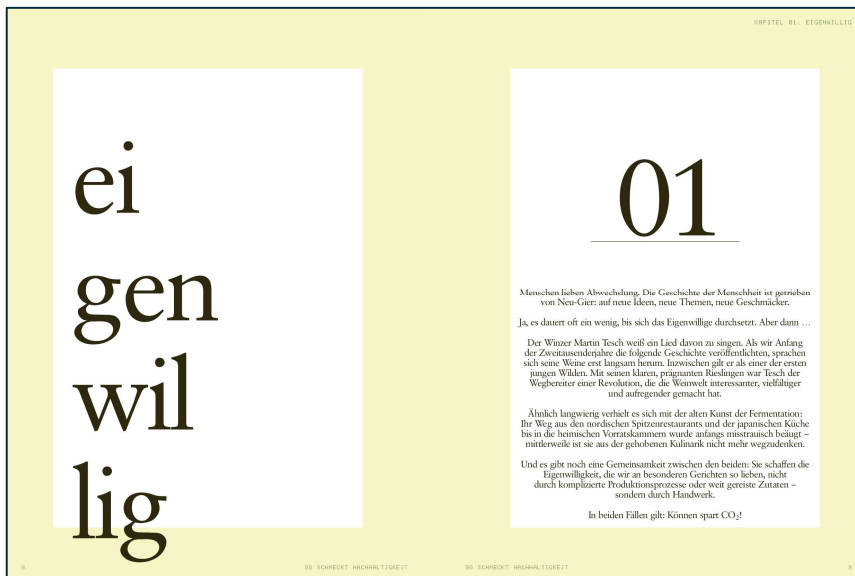 KAPITEL 01: EIGENWILLIG
ei
gen
wil
lig
01
Menschen lieben Abwechslung. Die Geschichte der Menschheit ist getrieben
von Neu-Gier: auf neue Ideen, neue Themen, neue Geschmäcker.
Ja, es dauert oft ein wenig, bis sich das Eigenwillige durchsetzt. Aber dann …
Der Winzer Martin Tesch weiß ein Lied davon zu singen. Als wir Anfang
der Zweitausenderjahre die folgende Geschichte veröffentlichten, sprachen
sich seine Weine erst langsam herum. Inzwischen gilt er als einer der ersten
jungen Wilden. Mit seinen klaren, prägnanten Rieslingen war Tesch der
Wegbereiter einer Revolution, die die Weinwelt interessanter, vielfältiger
und aufregender gemacht hat.
Ähnlich langwierig verhielt es sich mit der alten Kunst der Fermentation:
Ihr Weg aus den nordischen Spitzenrestaurants und der japanischen Küche
bis in die heimischen Vorratskammern wurde anfangs misstrauisch beäugt –
mittlerweile ist sie aus der gehobenen Kulinarik nicht mehr wegzudenken.
Und es gibt noch eine Gemeinsamkeit zwischen den beiden: Sie schaffen die
Eigenwilligkeit, die wir an besonderen Gerichten so lieben, nicht
durch komplizierte Produktionsprozesse oder weit gereiste Zutaten –
sondern durch Handwerk.
In beiden Fällen gilt: Können spart CO₂!
8
SO SCHMECKT NACHHALTIGKEIT
SO SCHMECKT NACHHALTIGKEIT
9